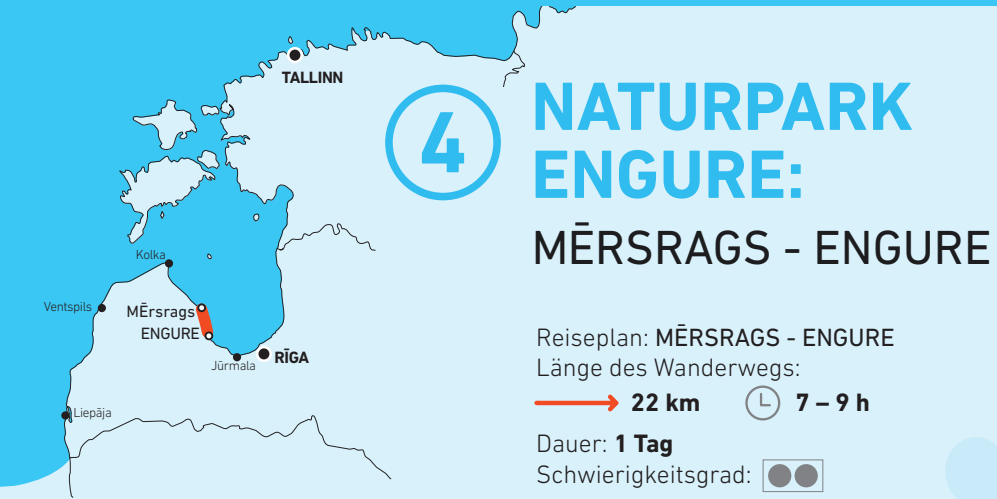 TALLINN
4
NATURPARK
ENGURE:
MĒRSRAGS - ENGURE
Kolka
Ventspils
MĒrsrags
ENGURE
Jūrmala
RĪGA
Liepāja
Reiseplan: MĒRSRAGS - ENGURE
Länge des Wanderwegs:
22 km 7 – 9 h
Dauer: 1 Tag
Schwierigkeitsgrad: